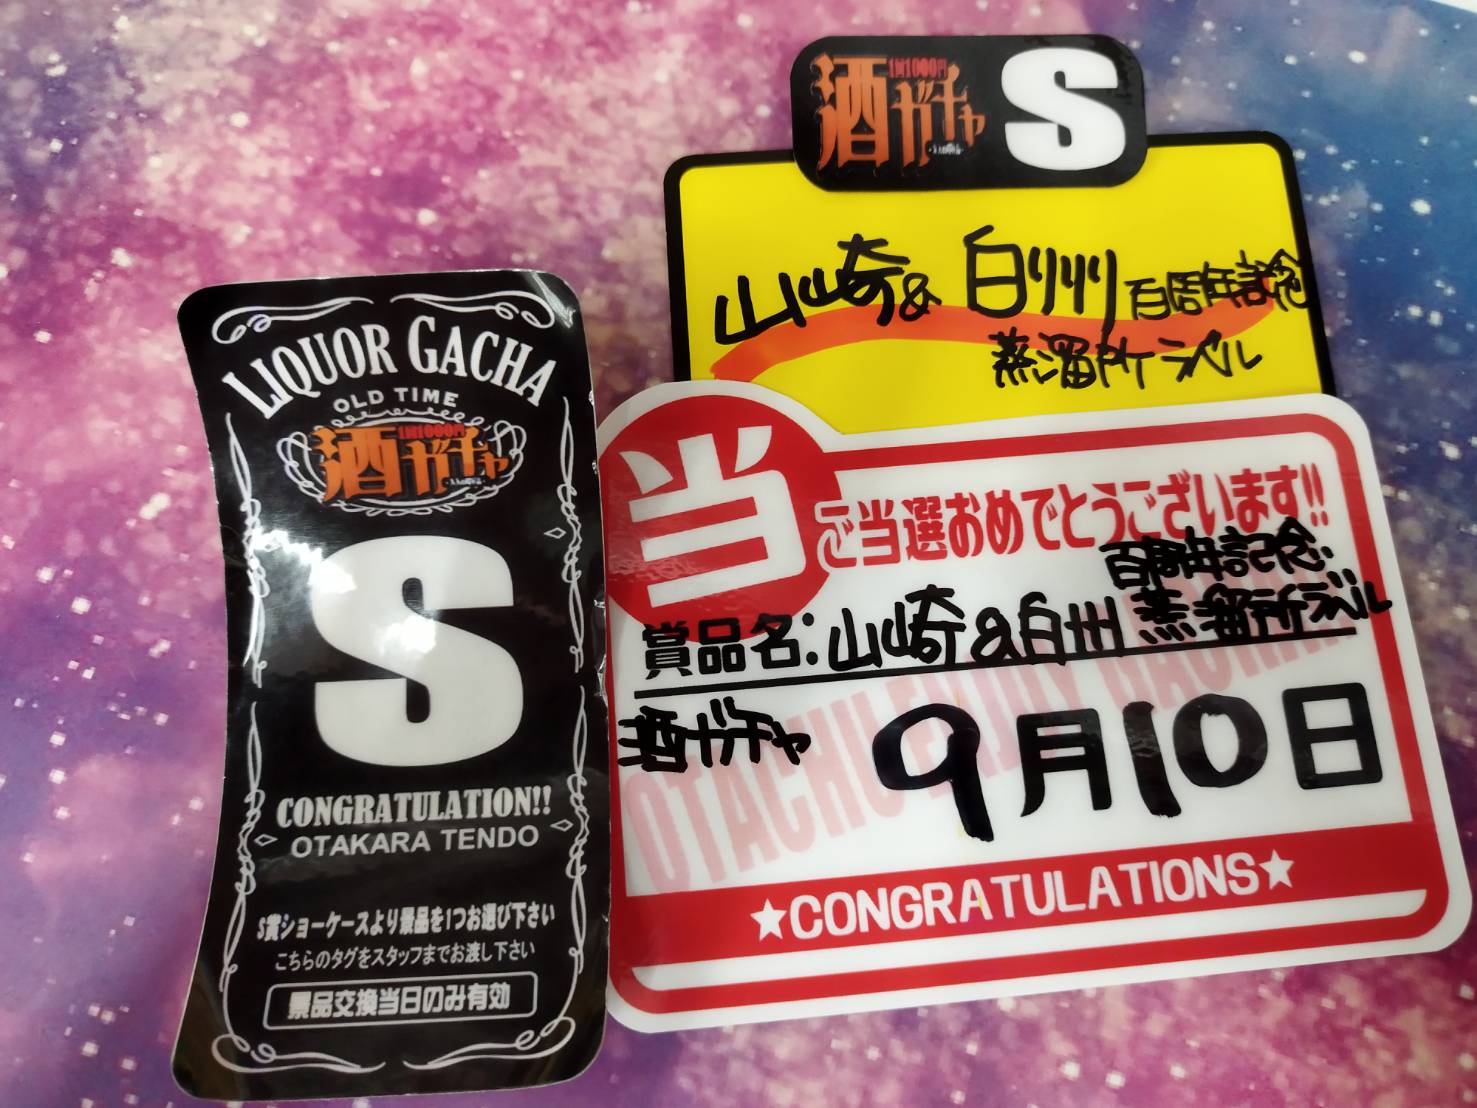 LIQUOR GACHA
OLD TIME
1回1000円
酒ガチャ
S
CONGRATULATION!!
OTAKARA TENDO
S賞ショーケースより景品を1つお選び下さい
こちらのタグをスタッフまでお渡し下さい
景品交換当日のみ有効
1回1000円
酒ガチャ
S
山崎&白州 百周年記念
蒸溜所ラベル
当
ご当選おめでとうございます!!
百周年記念
賞品名:山崎&白州 蒸溜所ラベル
酒ガチャ 9月10日
★CONGRATULATIONS★